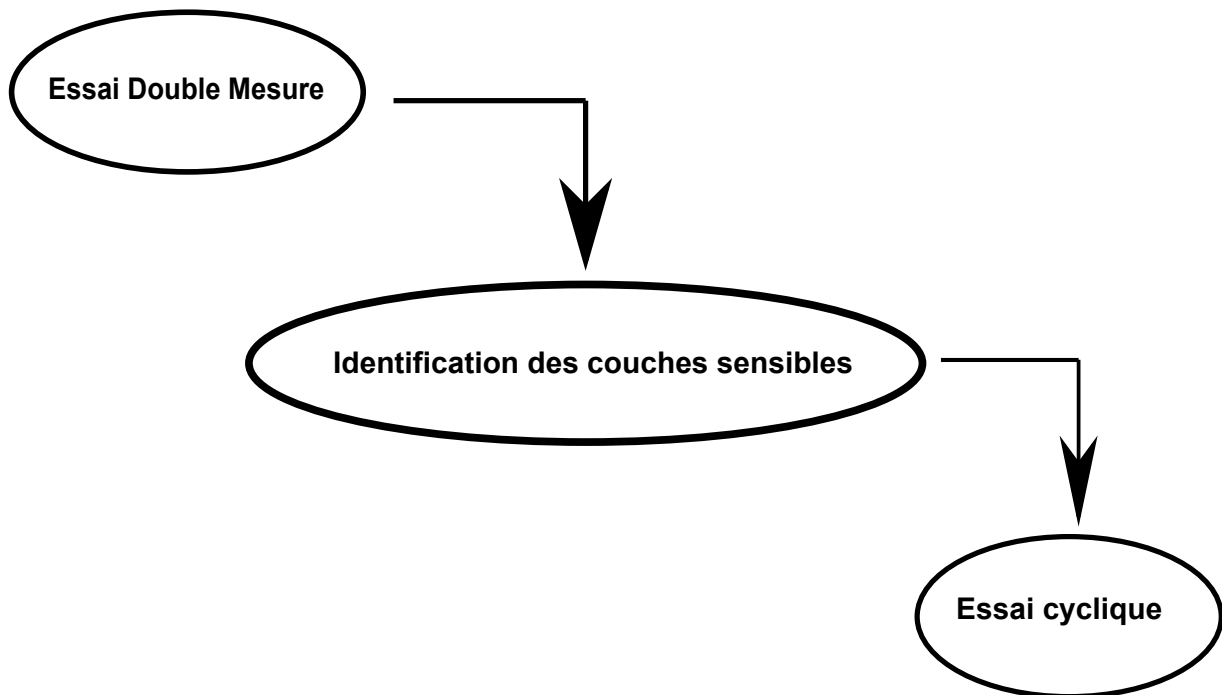 Essai Double Mesure
Identification des couches sensibles
Essai cyclique